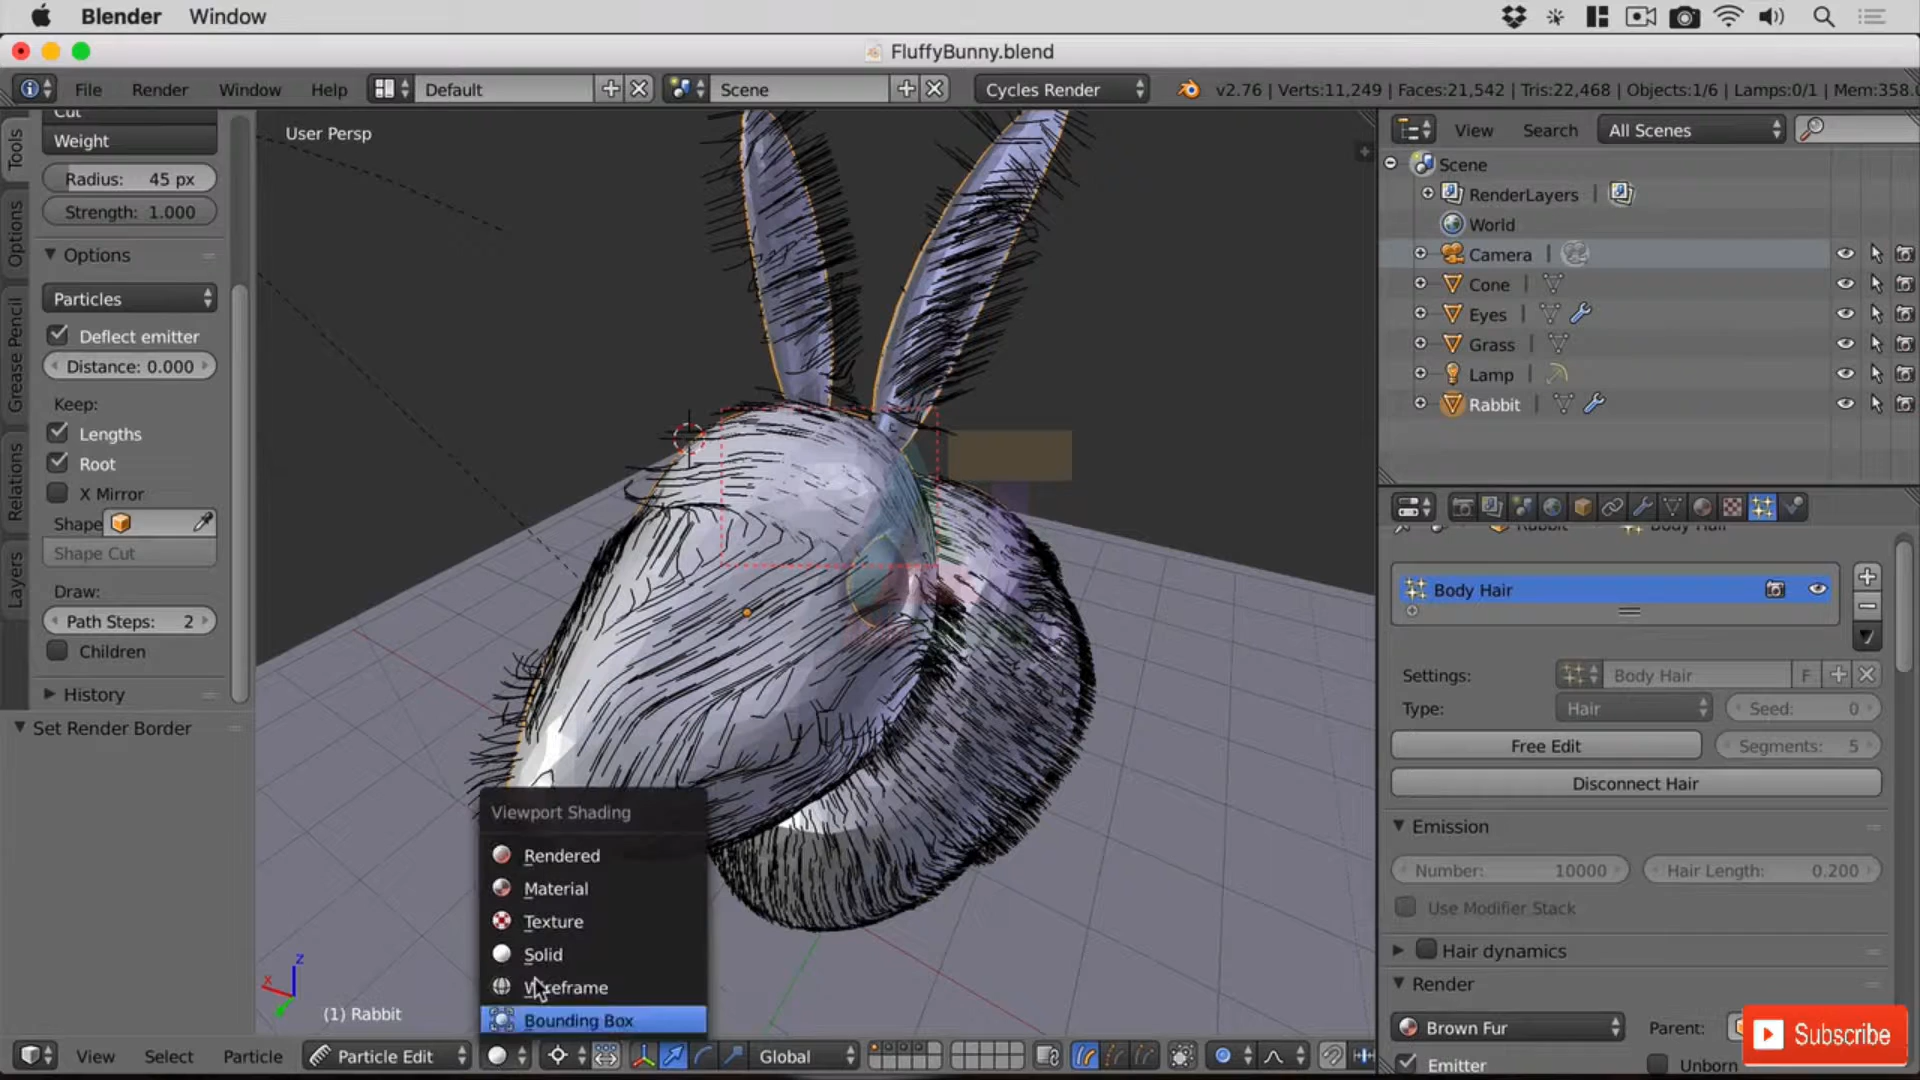 Blender Window
FluffyBunny.blend
File Render Window Help Default Scene Cycles Render v2.76 | Verts:11,249 | Faces:21,542 | Tris:22,468 | Objects:1/6 | Lamps:0/1 | Mem:358.
Cut
Weight
Radius: 45 px
Strength: 1.000
Options
Particles
Deflect emitter
Distance: 0.000
Keep:
Lengths
Root
X Mirror
Shape
Shape Cut
Draw:
Path Steps: 2
Children
History
Set Render Border
Tools
Options
Grease Pencil
Relations
Layers
User Persp
(1) Rabbit
Viewport Shading
Rendered
Material
Texture
Solid
Wireframe
Bounding Box
View Select Particle Particle Edit Global
View Search All Scenes
Scene
RenderLayers
World
Camera
Cone
Eyes
Grass
Lamp
Rabbit
Rabbit Body Hair
Body Hair
Settings: Body Hair F
Type: Hair Seed: 0
Free Edit Segments: 5
Disconnect Hair
Emission
Number: 10000 Hair Length: 0.200
Use Modifier Stack
Hair dynamics
Render
Brown Fur Parent:
Emitter Unborn
Subscribe